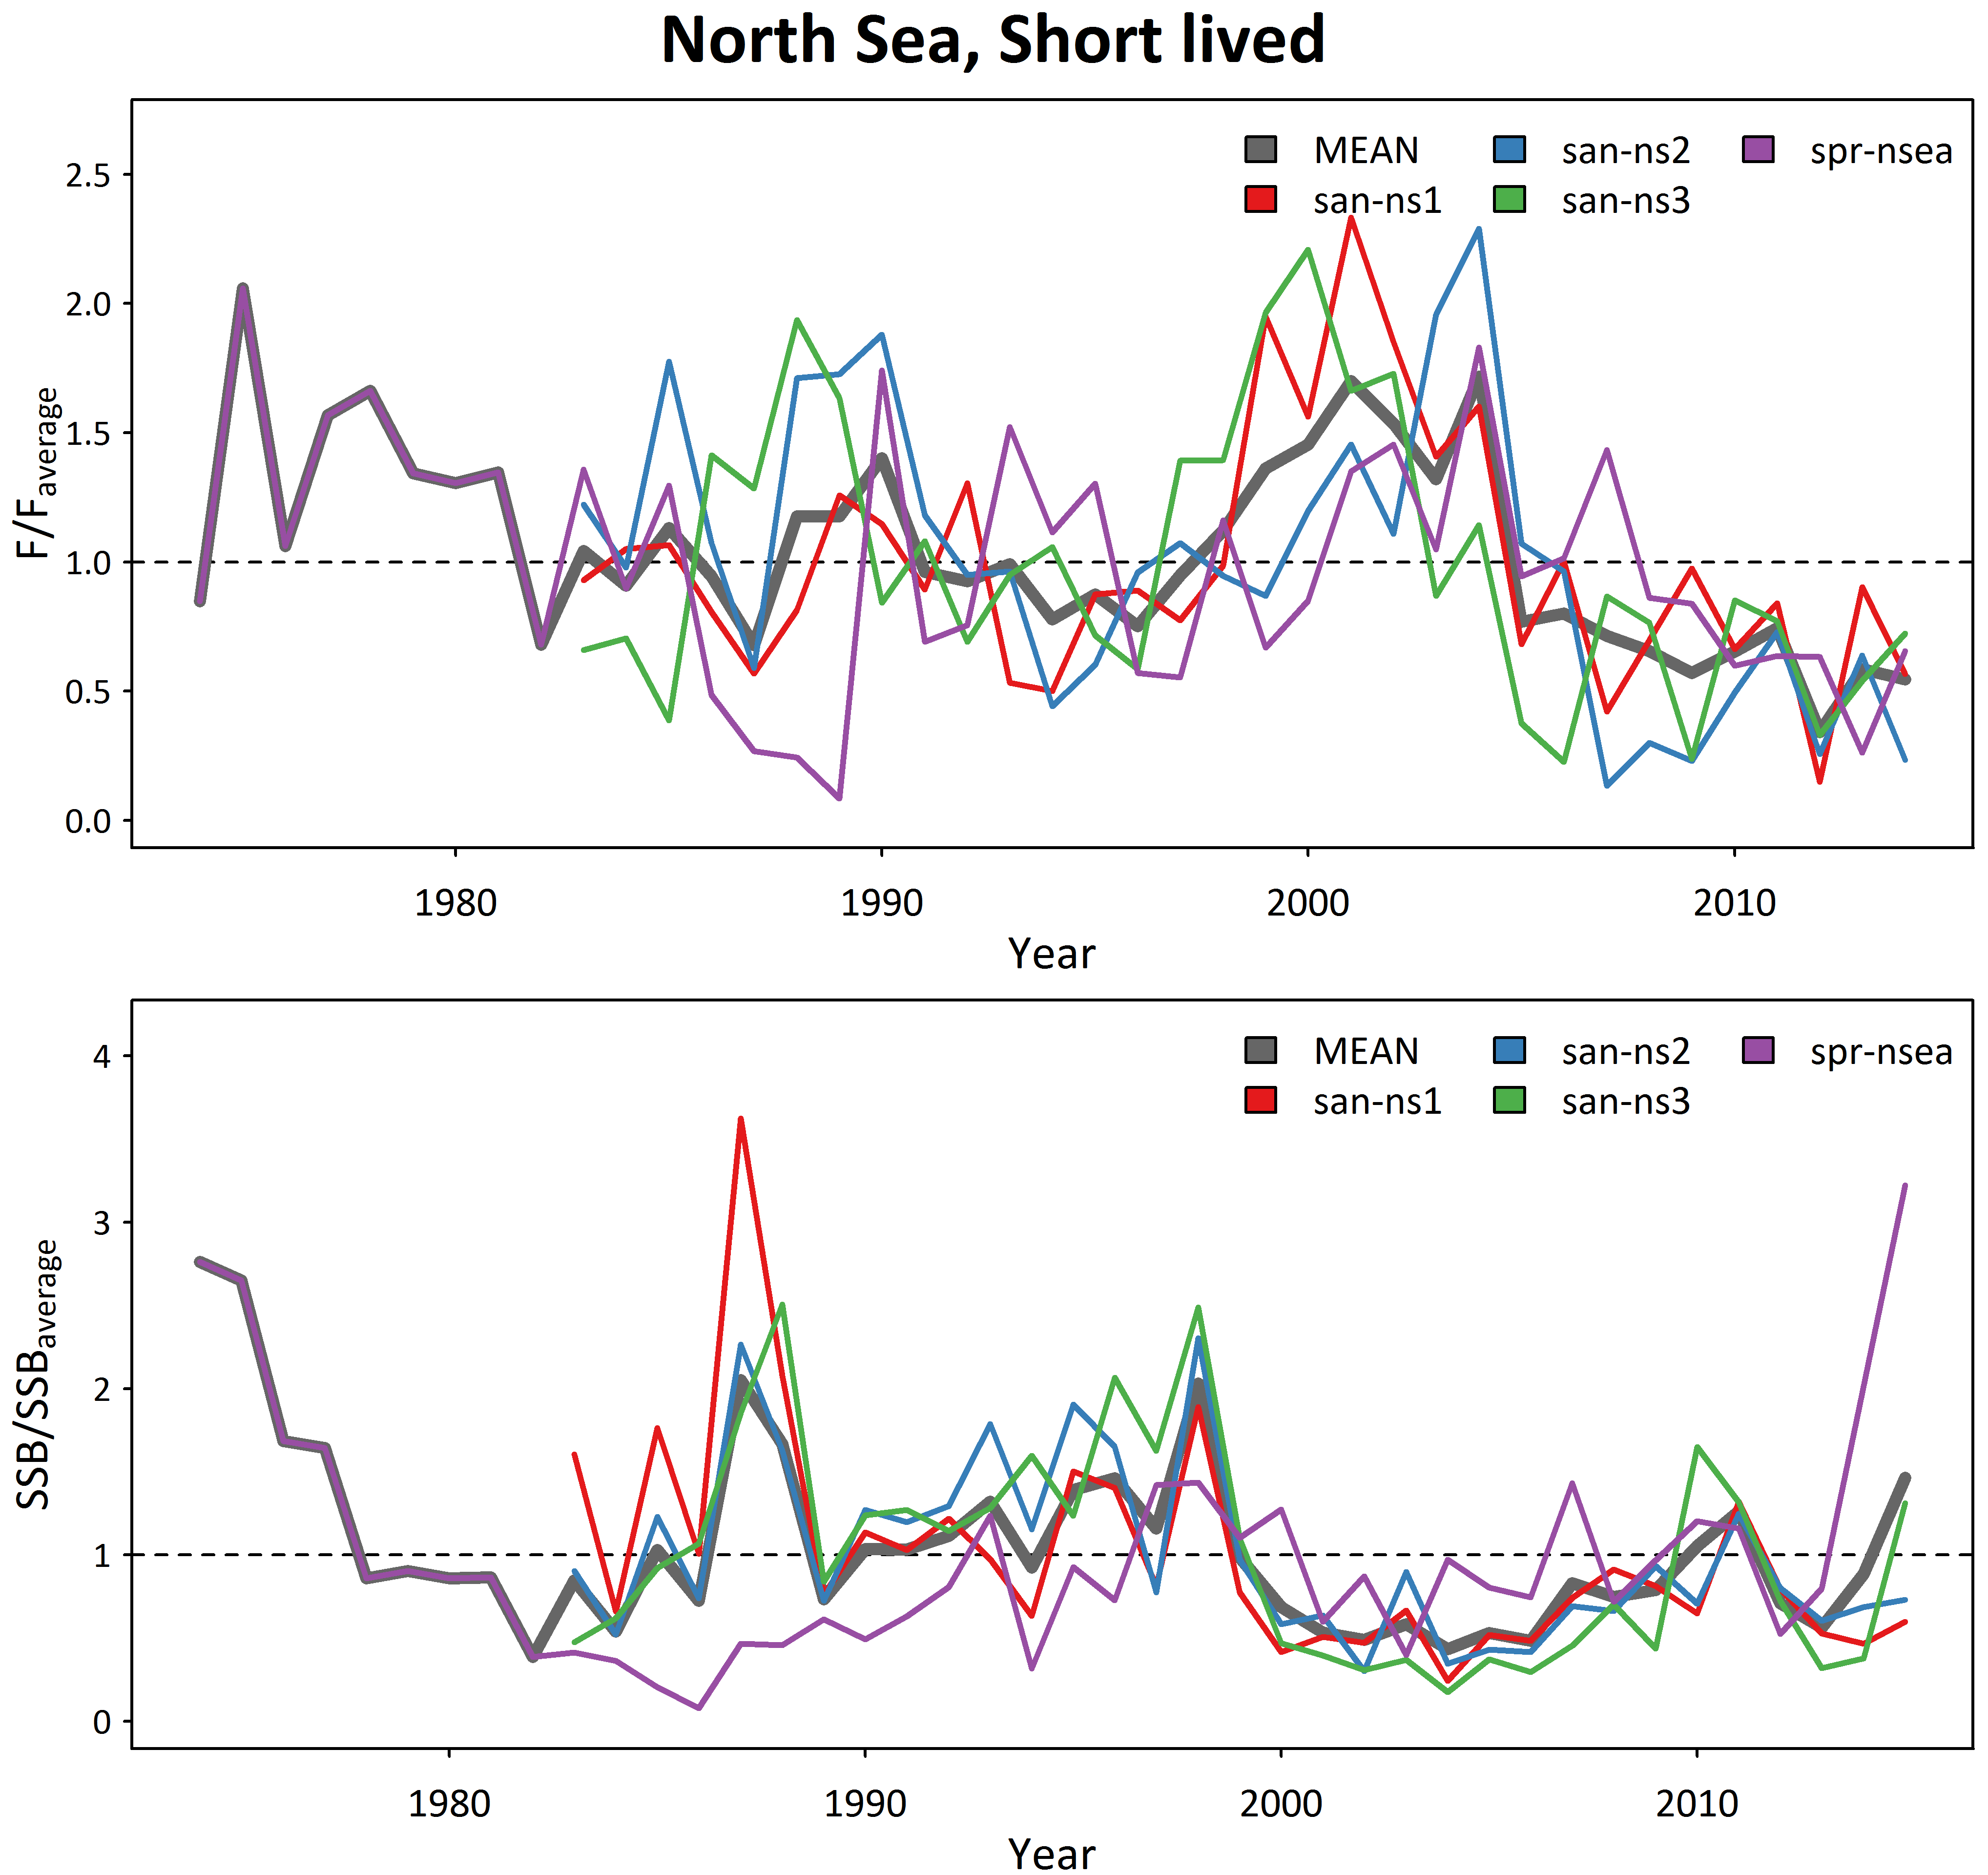 North Sea, Short lived
MEAN san-ns2 spr-nsea
san-ns1 san-ns3
2.5
2.0
1.5
1.0
0.5
0.0
F/Faverage
1980 1990 2000 2010
Year
MEAN san-ns2 spr-nsea
san-ns1 san-ns3
4
3
2
1
0
SSB/SSBaverage
1980 1990 2000 2010
Year